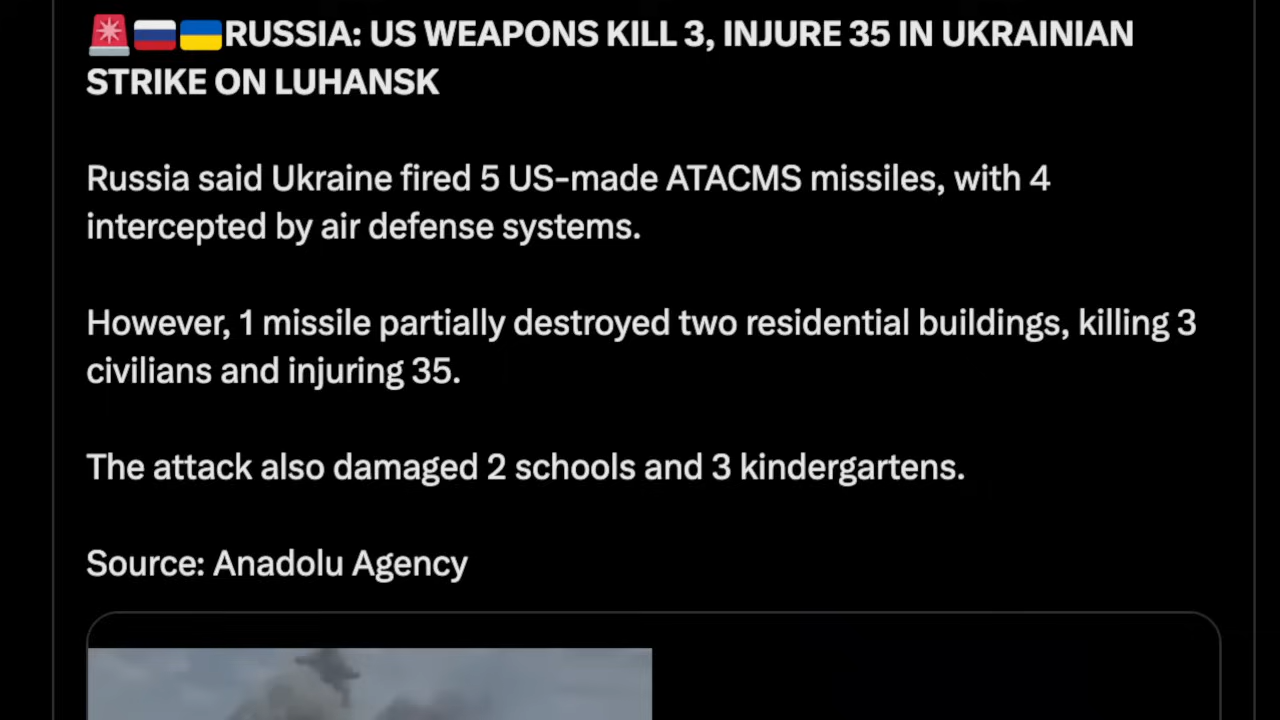 🚨🇷🇺🇺🇦RUSSIA: US WEAPONS KILL 3, INJURE 35 IN UKRAINIAN
STRIKE ON LUHANSK
Russia said Ukraine fired 5 US-made ATACMS missiles, with 4
intercepted by air defense systems.
However, 1 missile partially destroyed two residential buildings, killing 3
civilians and injuring 35.
The attack also damaged 2 schools and 3 kindergartens.
Source: Anadolu Agency